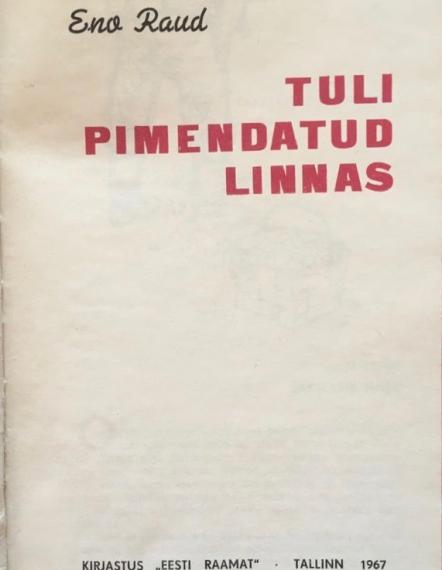 Eno Raud
TULI
PIMENDATUD
LINNAS
KIRJASTUS „EESTI RAAMAT“ · TALLINN 1967